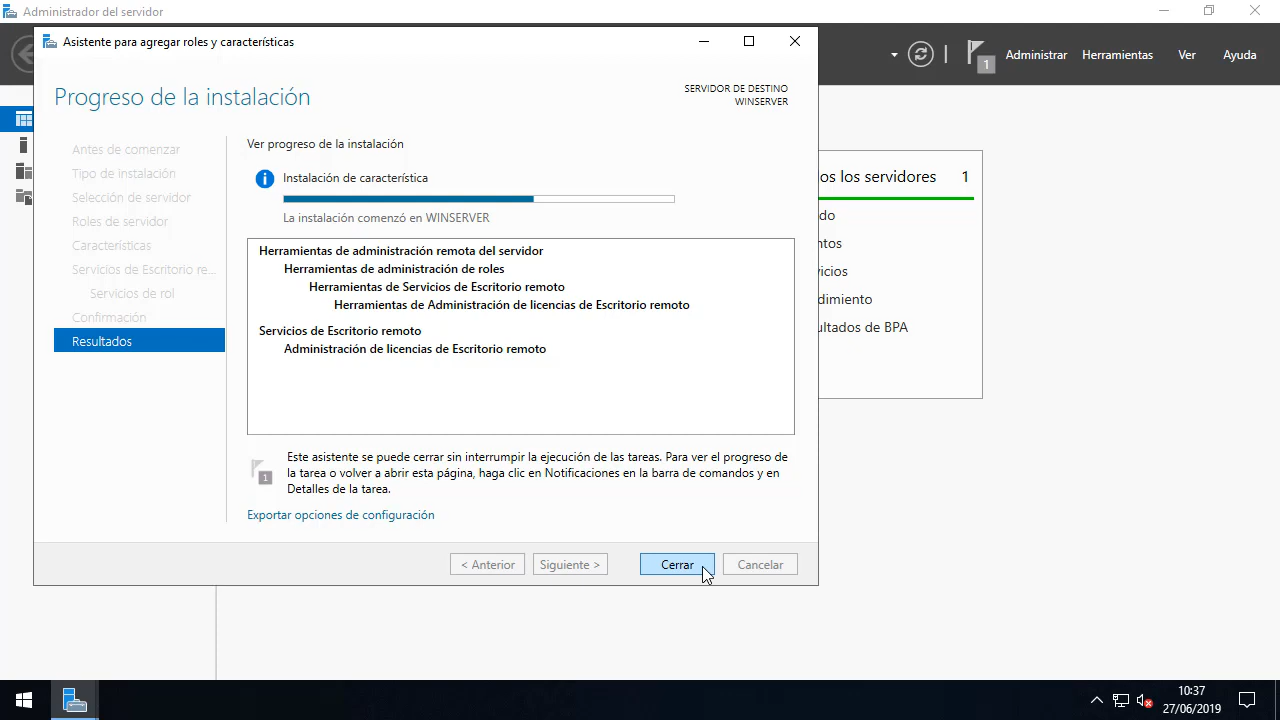 Administrador del servidor
Asistente para agregar roles y características
1
Administrar
Herramientas
Ver
Ayuda
Progreso de la instalación
SERVIDOR DE DESTINO
WINSERVER
Antes de comenzar
Tipo de instalación
Selección de servidor
Roles de servidor
Características
Servicios de Escritorio re...
Servicios de rol
Confirmación
Resultados
Ver progreso de la instalación
Instalación de característica
La instalación comenzó en WINSERVER
Herramientas de administración remota del servidor
Herramientas de administración de roles
Herramientas de Servicios de Escritorio remoto
Herramientas de Administración de licencias de Escritorio remoto
Servicios de Escritorio remoto
Administración de licencias de Escritorio remoto
1
Este asistente se puede cerrar sin interrumpir la ejecución de las tareas. Para ver el progreso de
la tarea o volver a abrir esta página, haga clic en Notificaciones en la barra de comandos y en
Detalles de la tarea.
Exportar opciones de configuración
< Anterior
Siguiente >
Cerrar
Cancelar
os los servidores 1
do
ntos
vicios
dimiento
ultados de BPA
10:37
27/06/2019